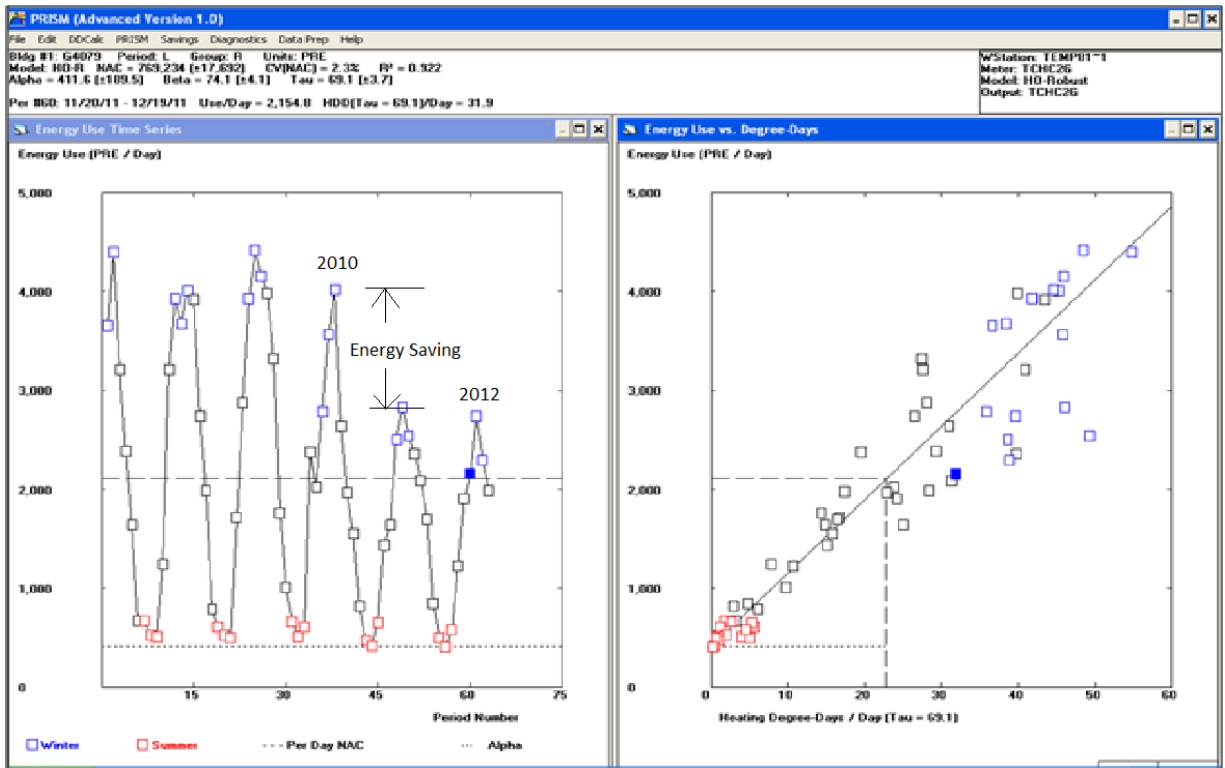 PRISM (Advanced Version 1.0)
File Edit DDCalc PRISM Savings Diagnostics Data Prep Help
Bldg #1: G4079 Period: L Group: R Units: PRE
Model: HO-R NAC = 769,234 (±17,692) CV(NAC) = 2.3% R² = 0.922
Alpha = 411.6 (±189.5) Beta = 74.1 (±4.1) Tau = 69.1 (±3.7)
Per #60: 11/20/11 - 12/19/11 Use/Day = 2,154.8 HDD(Tau = 69.1)/Day = 31.9
WStation: TEMP81~1
Meter: TCHC2G
Model: HO-Robust
Output: TCHC2G
Energy Use Time Series
Energy Use (PRE / Day)
5,000
4,000
3,000
2,000
1,000
0
2010
Energy Saving
2012
15 30 45 60 75
Period Number
Winter Summer - - - Per Day NAC ··· Alpha
Energy Use vs. Degree-Days
Energy Use (PRE / Day)
5,000
4,000
3,000
2,000
1,000
0
0 10 20 30 40 50 60
Heating Degree-Days / Day (Tau = 69.1)